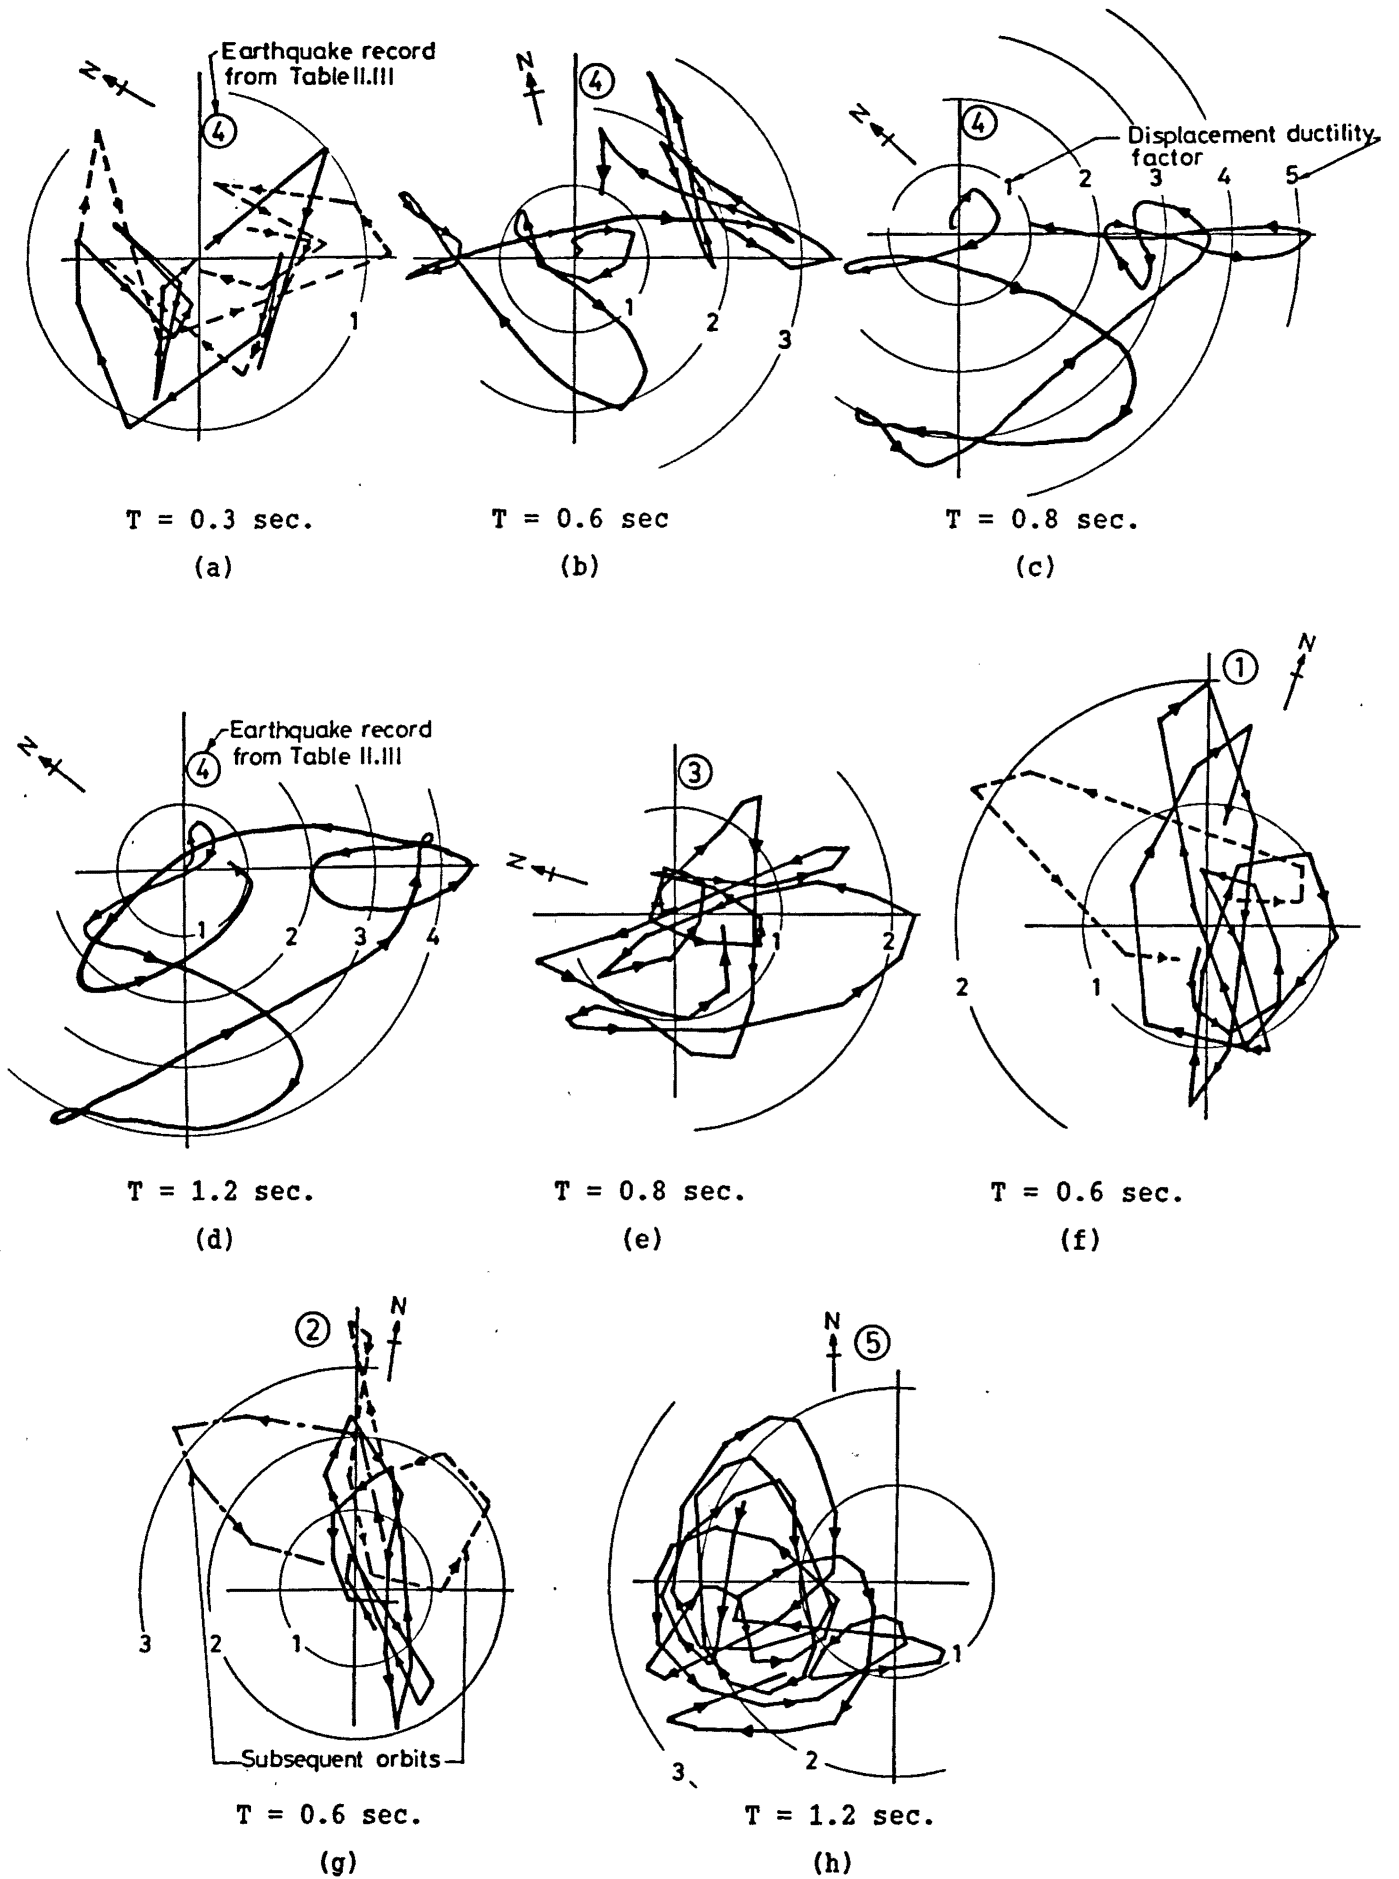 Earthquake record
from Table II.III
N
4
1
T = 0.3 sec.
(a)
N
4
1
2
3
T = 0.6 sec
(b)
N
4
Displacement ductility
factor
1
2
3
4
5
T = 0.8 sec.
(c)
N
Earthquake record
from Table II.III
4
1
2
3
4
T = 1.2 sec.
(d)
N
3
1
2
T = 0.8 sec.
(e)
N
1
2
1
T = 0.6 sec.
(f)
2
N
3
2
1
Subsequent orbits
T = 0.6 sec.
(g)
N
5
1
2
3
T = 1.2 sec.
(h)